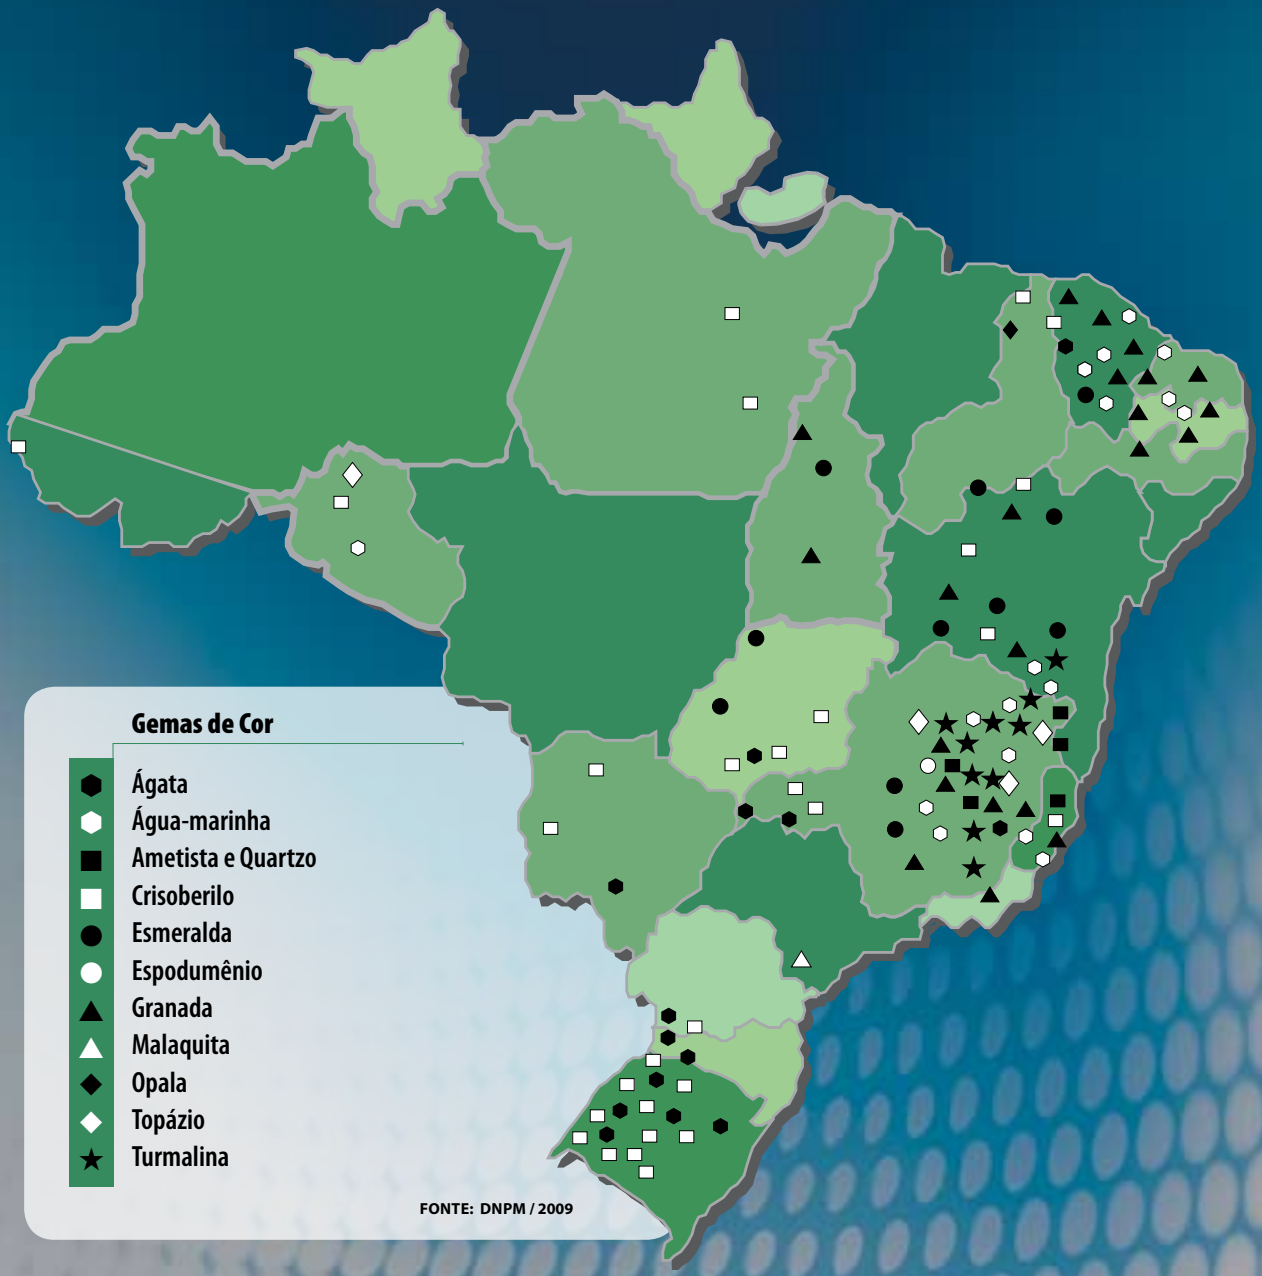 Gemas de Cor
Ágata
Água-marinha
Ametista e Quartzo
Crisoberilo
Esmeralda
Espodumênio
Granada
Malaquita
Opala
Topázio
Turmalina
FONTE: DNPM / 2009